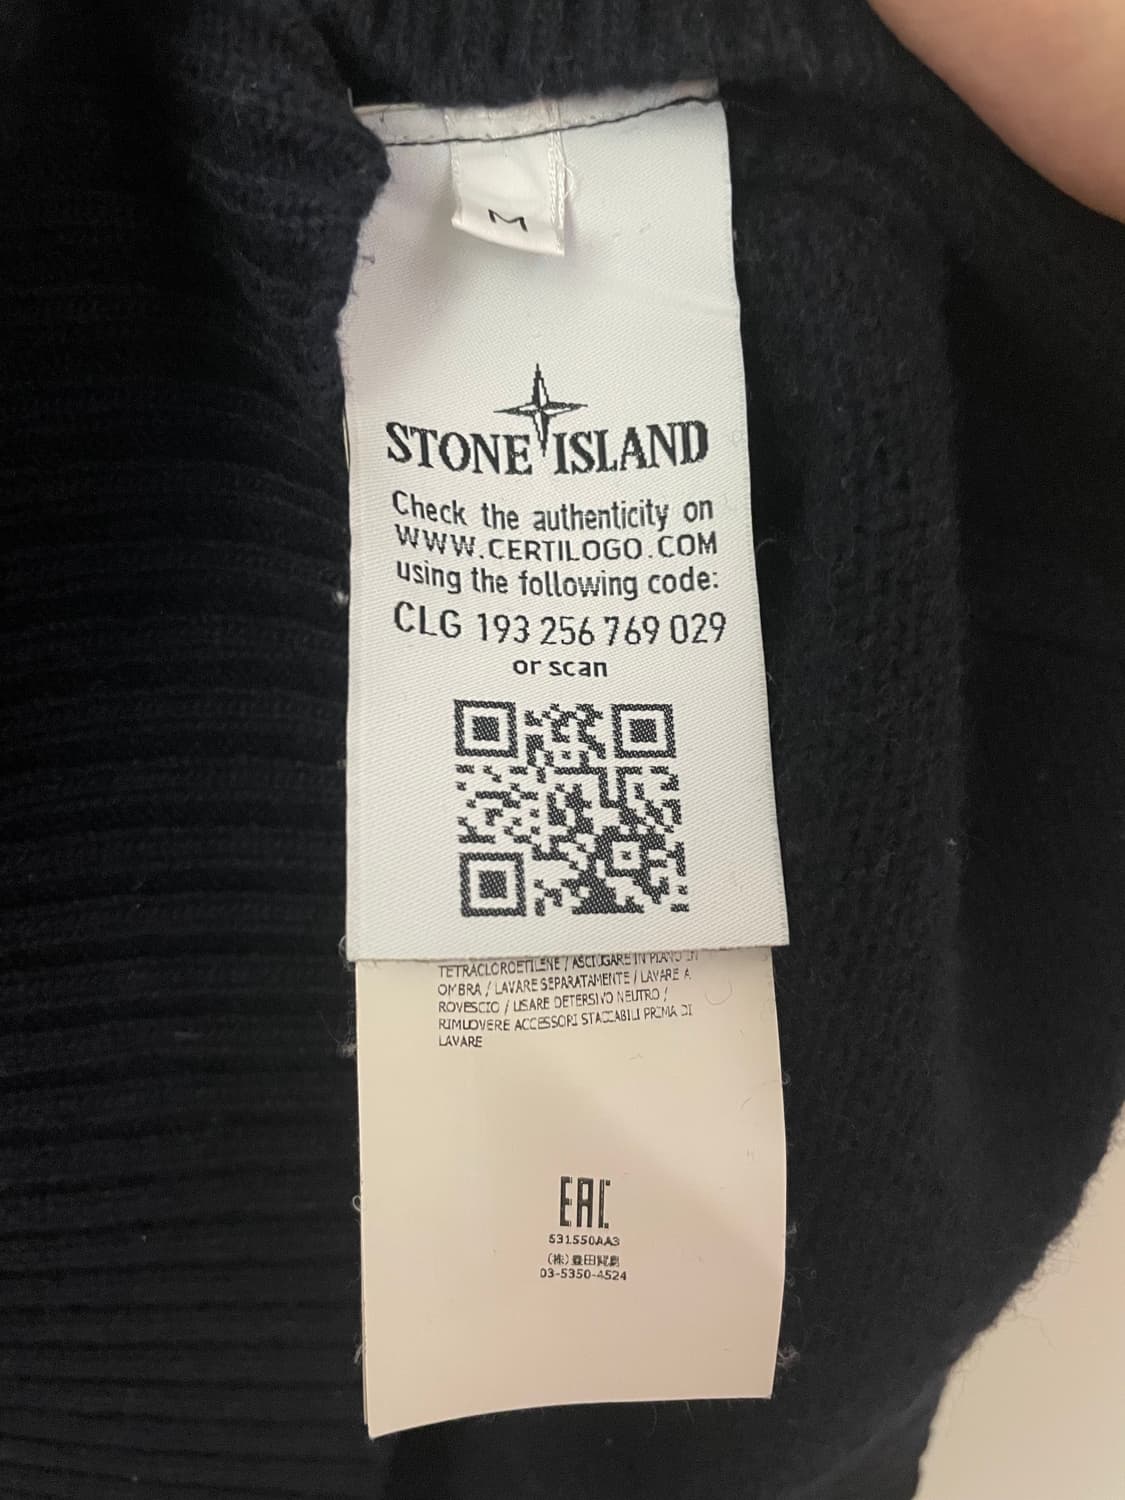 M
STONE ISLAND
Check the authenticity on
WWW.CERTILOGO.COM
using the following code:
CLG 193 256 769 029
or scan
TETRACLOROETILENE / ASCIUGARE IN PIANO IN
OMBRA / LAVARE SEPARATAMENTE / LAVARE A
ROVESCIO / USARE DETERSIVO NEUTRO /
RIMUOVERE ACCESSORI STACCABILI PRIMA DI
LAVARE
EAC
531550AA3
(株)
03-5350-4524